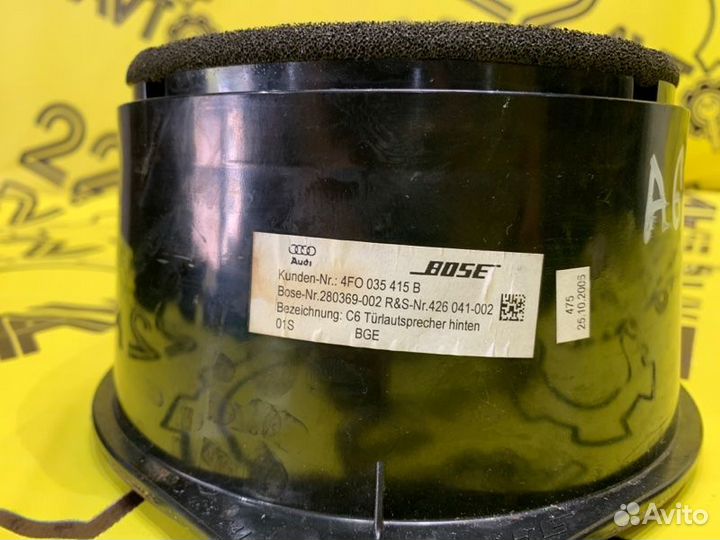 A6
Audi
BOSE
Kunden-Nr.: 4FO 035 415 B
Bose-Nr.280369-002 R&S-Nr.426 041-002
Bezeichnung: C6 Türlautsprecher hinten
01S BGE
475
25.10.2005
Avito